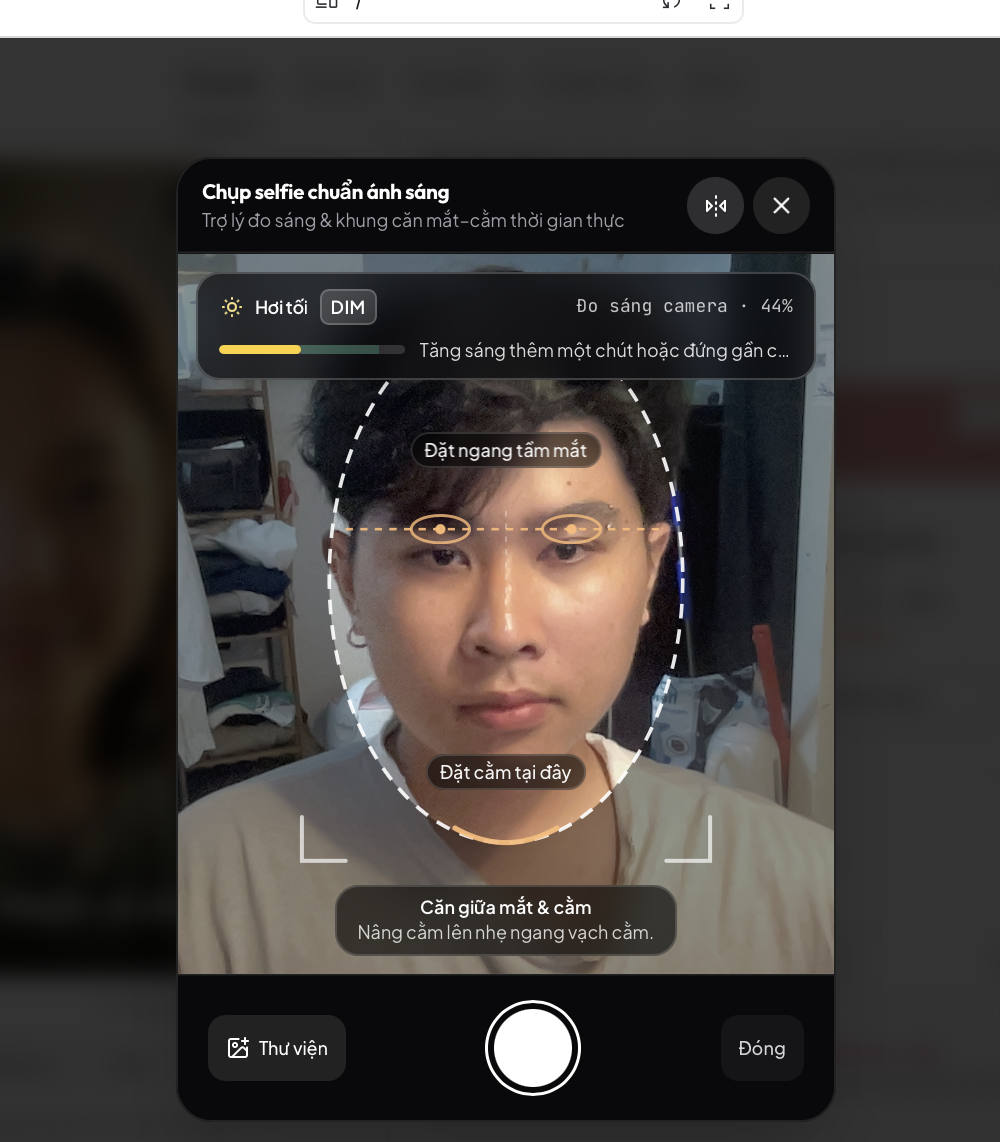 Chụp selfie chuẩn ánh sáng
Trợ lý đo sáng & khung căn mắt–cằm thời gian thực
Hơi tối DIM Đo sáng camera · 44%
Tăng sáng thêm một chút hoặc đứng gần c...
Đặt ngang tầm mắt
Đặt cằm tại đây
Căn giữa mắt & cằm
Nâng cằm lên nhẹ ngang vạch cằm.
Thư viện
Đóng